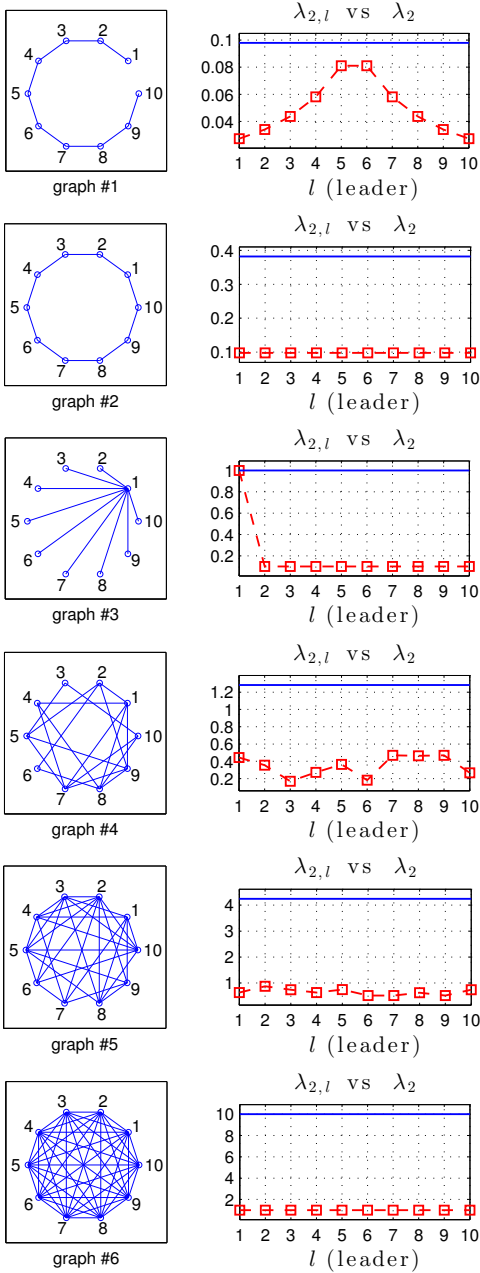 λ₂,ₗ vs λ₂
3 2
4 1
5 10
6 9
7 8
graph #1
0.1
0.08
0.06
0.04
1 2 3 4 5 6 7 8 9 10
l (leader)
λ₂,ₗ vs λ₂
3 2
4 1
5 10
6 9
7 8
graph #2
0.4
0.3
0.2
0.1
1 2 3 4 5 6 7 8 9 10
l (leader)
λ₂,ₗ vs λ₂
3 2
4 1
5 10
6 9
7 8
graph #3
1
0.8
0.6
0.4
0.2
1 2 3 4 5 6 7 8 9 10
l (leader)
λ₂,ₗ vs λ₂
3 2
4 1
5 10
6 9
7 8
graph #4
1.2
1
0.8
0.6
0.4
0.2
1 2 3 4 5 6 7 8 9 10
l (leader)
λ₂,ₗ vs λ₂
3 2
4 1
5 10
6 9
7 8
graph #5
4
3
2
1
1 2 3 4 5 6 7 8 9 10
l (leader)
λ₂,ₗ vs λ₂
3 2
4 1
5 10
6 9
7 8
graph #6
10
8
6
4
2
1 2 3 4 5 6 7 8 9 10
l (leader)